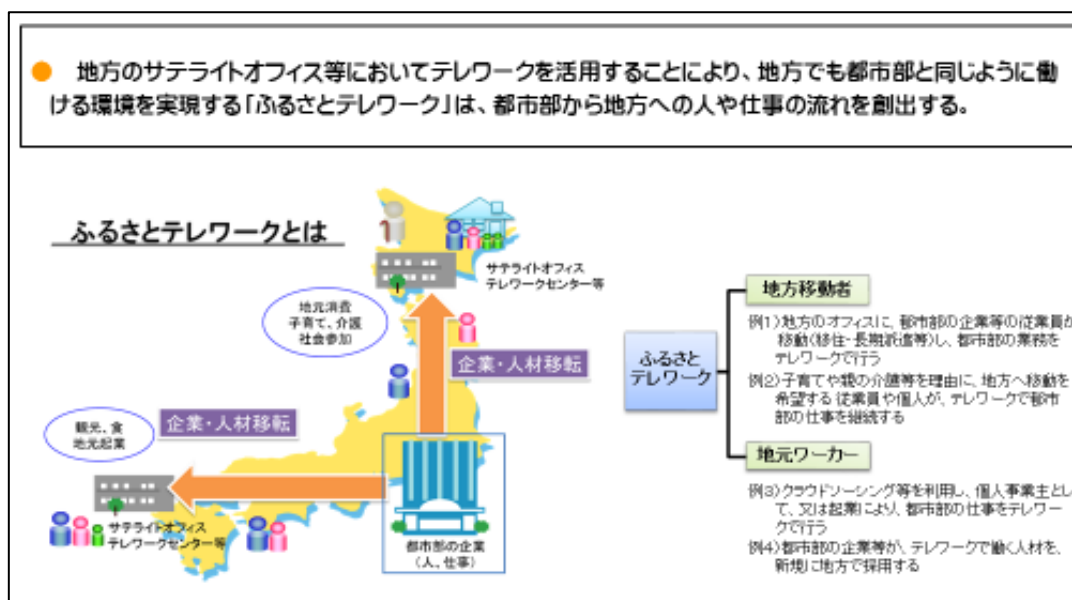 ● 地方のサテライトオフィス等においてテレワークを活用することにより、地方でも都市部と同じように働
ける環境を実現する「ふるさとテレワーク」は、都市部から地方への人や仕事の流れを創出する。
ふるさとテレワークとは
サテライトオフィス
テレワークセンター等
地元消費
子育て、介護
社会参加
企業・人材移転
企業・人材移転
観光、食
地元起業
サテライトオフィス
テレワークセンター等
都市部の企業
(人、仕事)
ふるさと
テレワーク
地方移動者
例1)地方のオフィスに、都市部の企業等の従業員が
移動(移住・長期派遣等)し、都市部の業務を
テレワークで行う
例2)子育てや親の介護等を理由に、地方へ移動を
希望する従業員や個人が、テレワークで都市
部の仕事を継続する
地元ワーカー
例3)クラウドソーシング等を利用し、個人事業主とし
て、又は起業により、都市部の仕事をテレワー
クで行う
例4)都市部の企業等が、テレワークで働く人材を、
新規に地方で採用する